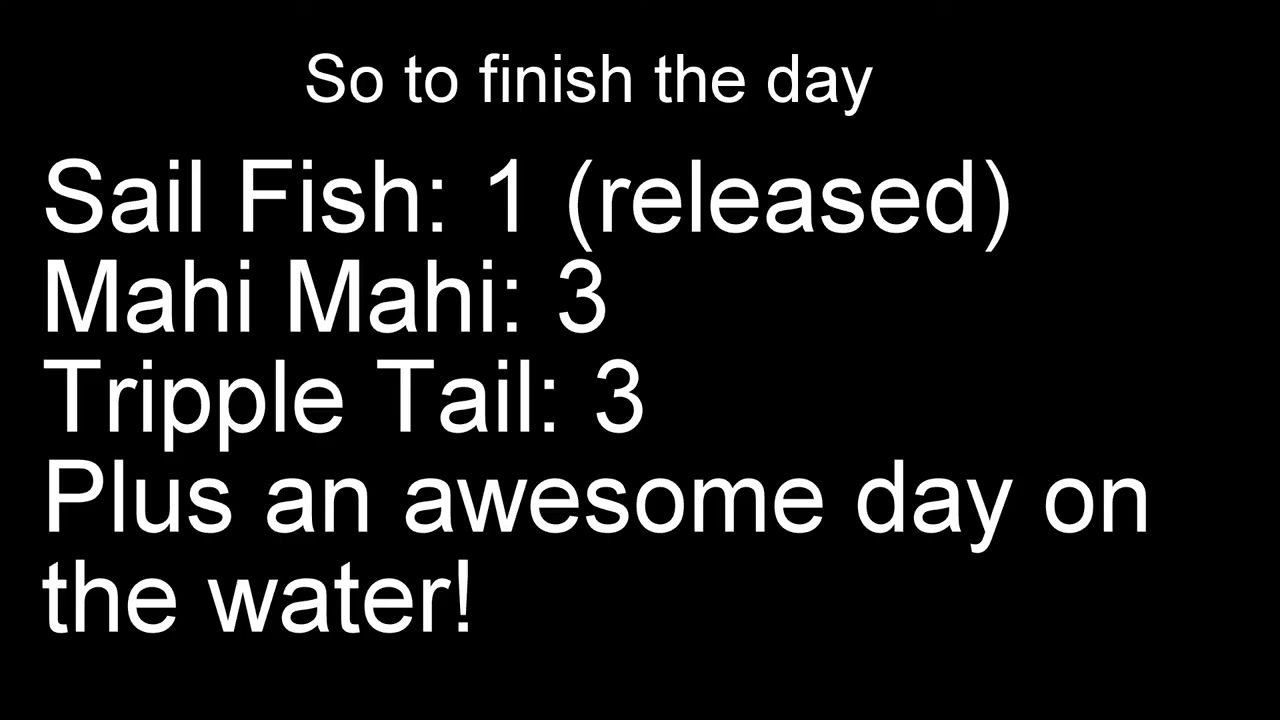 So to finish the day
Sail Fish: 1 (released)
Mahi Mahi: 3
Tripple Tail: 3
Plus an awesome day on
the water!